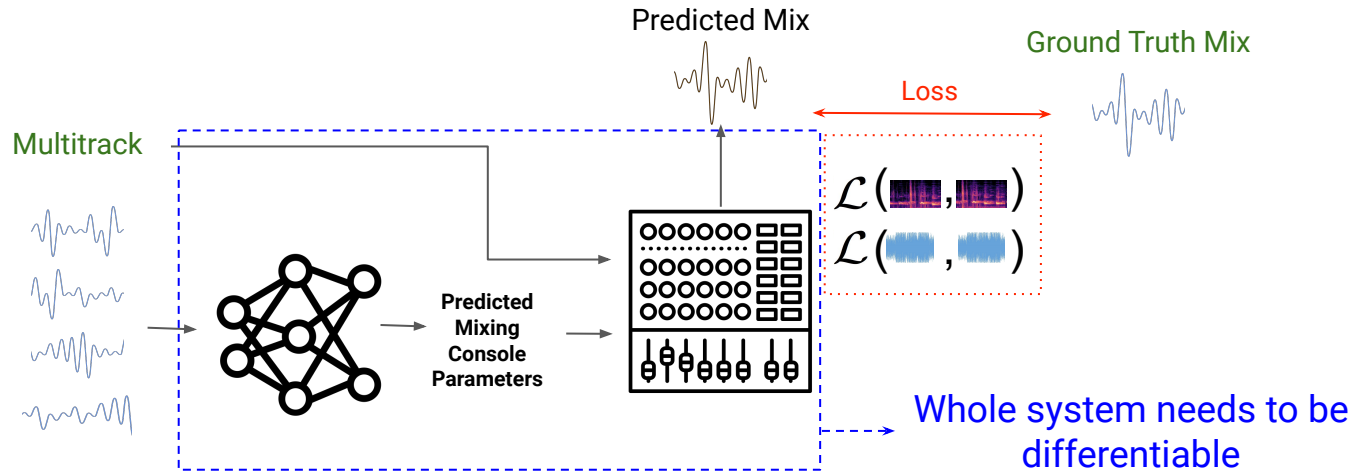 Predicted Mix
Ground Truth Mix
Loss
Multitrack
ℒ( , )
ℒ( , )
Predicted
Mixing
Console
Parameters
Whole system needs to be
differentiable